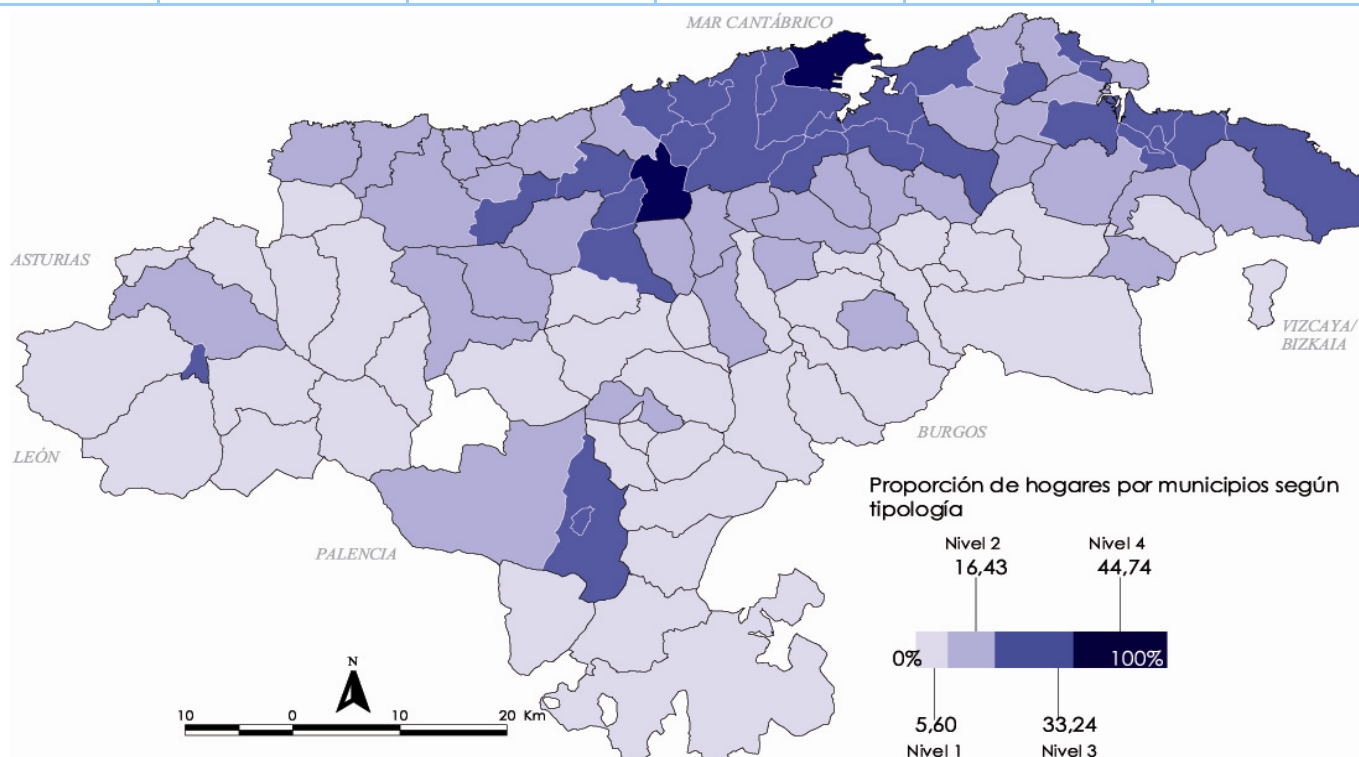 MAR CANTÁBRICO
ASTURIAS
VIZCAYA/
BIZKAIA
BURGOS
LEÓN
Proporción de hogares por municipios según
tipología
PALENCIA
Nivel 2
Nivel 4
16,43
44,74
0%
100%
N
10
0
10
20 Km
5,60
33,24
Nivel 1
Nivel 3